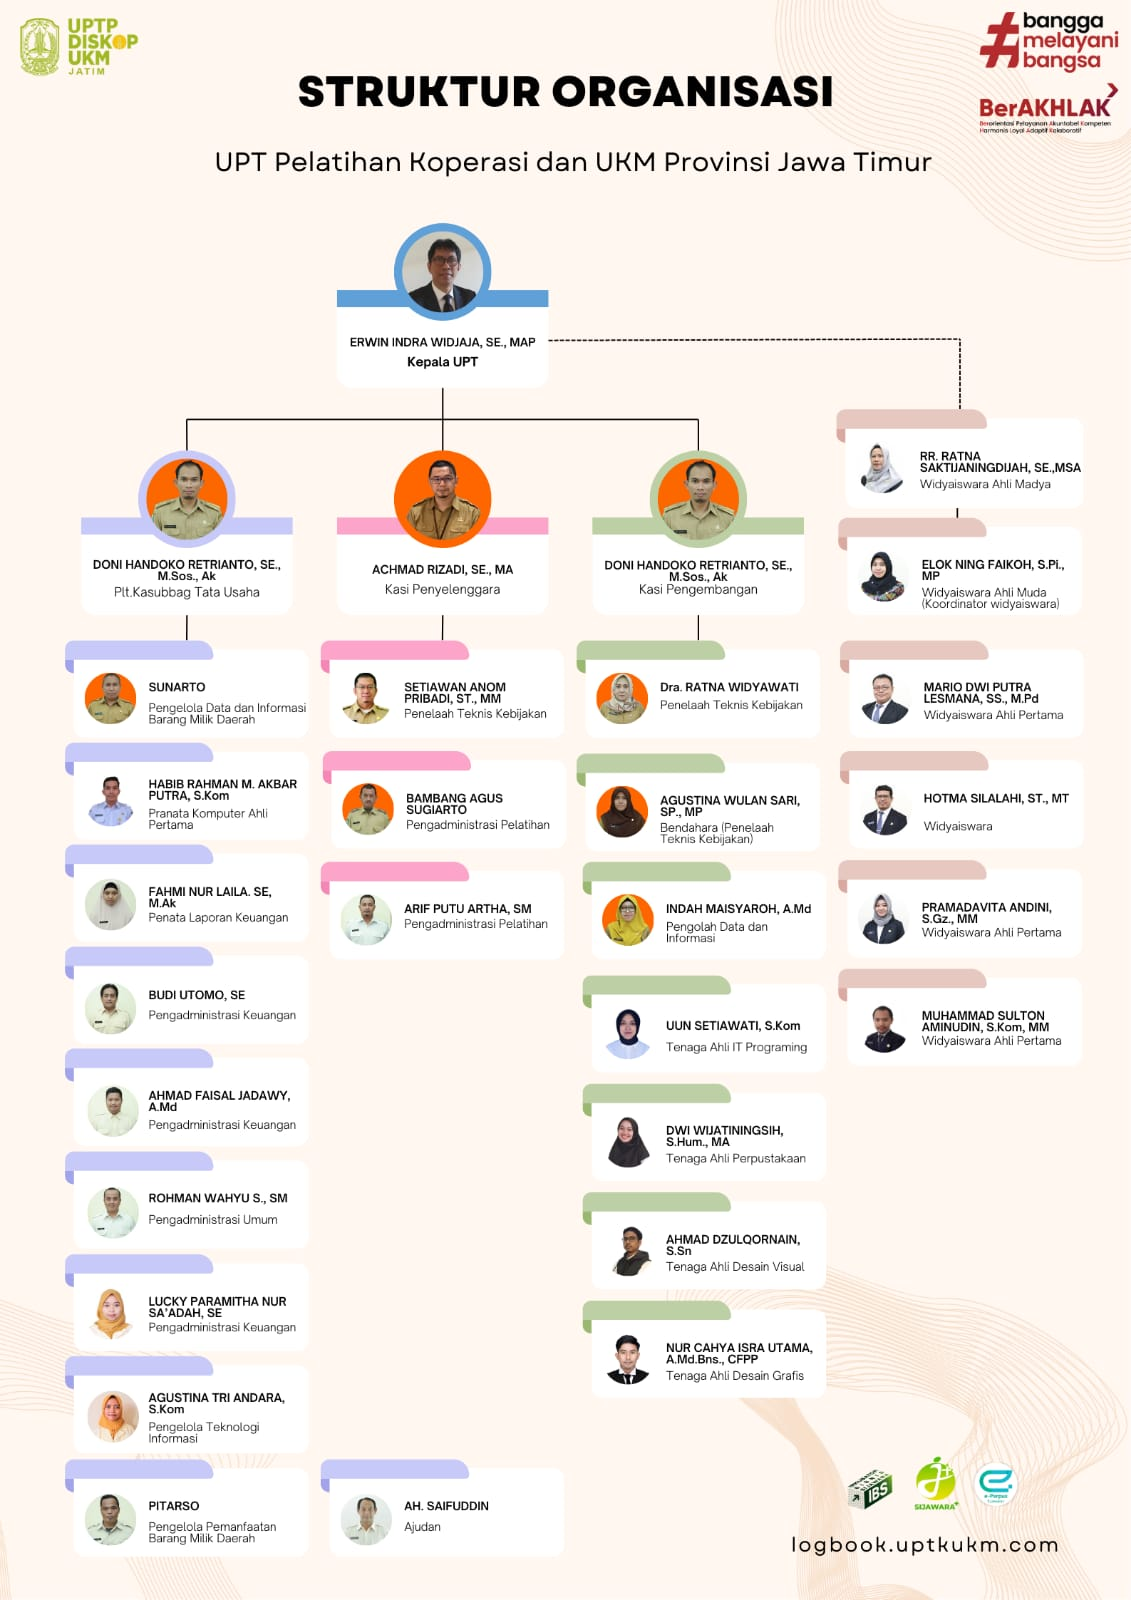 UPTP
DISKOP
UKM
JATIM
#bangga
melayani
bangsa
BerAKHLAK
Berorientasi Pelayanan Akuntabel Kompeten
Harmonis Loyal Adaptif Kolaboratif
STRUKTUR ORGANISASI
UPT Pelatihan Koperasi dan UKM Provinsi Jawa Timur
ERWIN INDRA WIDJAJA, SE., MAP
Kepala UPT
DONI HANDOKO RETRIANTO, SE.,
M.Sos., Ak
Plt.Kasubbag Tata Usaha
ACHMAD RIZADI, SE., MA
Kasi Penyelenggara
DONI HANDOKO RETRIANTO, SE.,
M.Sos., Ak
Kasi Pengembangan
SUNARTO
Pengelola Data dan Informasi
Barang Milik Daerah
HABIB RAHMAN M. AKBAR
PUTRA, S.Kom
Pranata Komputer Ahli
Pertama
FAHMI NUR LAILA. SE,
M.Ak
Penata Laporan Keuangan
BUDI UTOMO, SE
Pengadministrasi Keuangan
AHMAD FAISAL JADAWY,
A.Md
Pengadministrasi Keuangan
ROHMAN WAHYU S., SM
Pengadministrasi Umum
LUCKY PARAMITHA NUR
SA'ADAH, SE
Pengadministrasi Keuangan
AGUSTINA TRI ANDARA,
S.Kom
Pengelola Teknologi
Informasi
PITARSO
Pengelola Pemanfaatan
Barang Milik Daerah
AH. SAIFUDDIN
Ajudan
SETIAWAN ANOM
PRIBADI, ST., MM
Penelaah Teknis Kebijakan
BAMBANG AGUS
SUGIARTO
Pengadministrasi Pelatihan
ARIF PUTU ARTHA, SM
Pengadministrasi Pelatihan
Dra. RATNA WIDYAWATI
Penelaah Teknis Kebijakan
AGUSTINA WULAN SARI,
SP., MP
Bendahara (Penelaah
Teknis Kebijakan)
INDAH MAISYAROH, A.Md
Pengolah Data dan
Informasi
UUN SETIAWATI, S.Kom
Tenaga Ahli IT Programing
DWI WIJATININGSIH,
S.Hum., MA
Tenaga Ahli Perpustakaan
AHMAD DZULQORNAIN,
S.Sn
Tenaga Ahli Desain Visual
NUR CAHYA ISRA UTAMA,
A.Md.Bns., CFPP
Tenaga Ahli Desain Grafis
RR. RATNA
SAKTIJANINGDIJAH, SE.,MSA
Widyaiswara Ahli Madya
ELOK NING FAIKOH, S.Pi.,
MP
Widyaiswara Ahli Muda
(Koordinator widyaiswara)
MARIO DWI PUTRA
LESMANA, SS., M.Pd
Widyaiswara Ahli Pertama
HOTMA SILALAHI, ST., MT
Widyaiswara
PRAMADAVITA ANDINI,
S.Gz., MM
Widyaiswara Ahli Pertama
MUHAMMAD SULTON
AMINUDIN, S.Kom, MM
Widyaiswara Ahli Pertama
IBS
SIJAWARA
e-Perpus
logbook.uptkukm.com